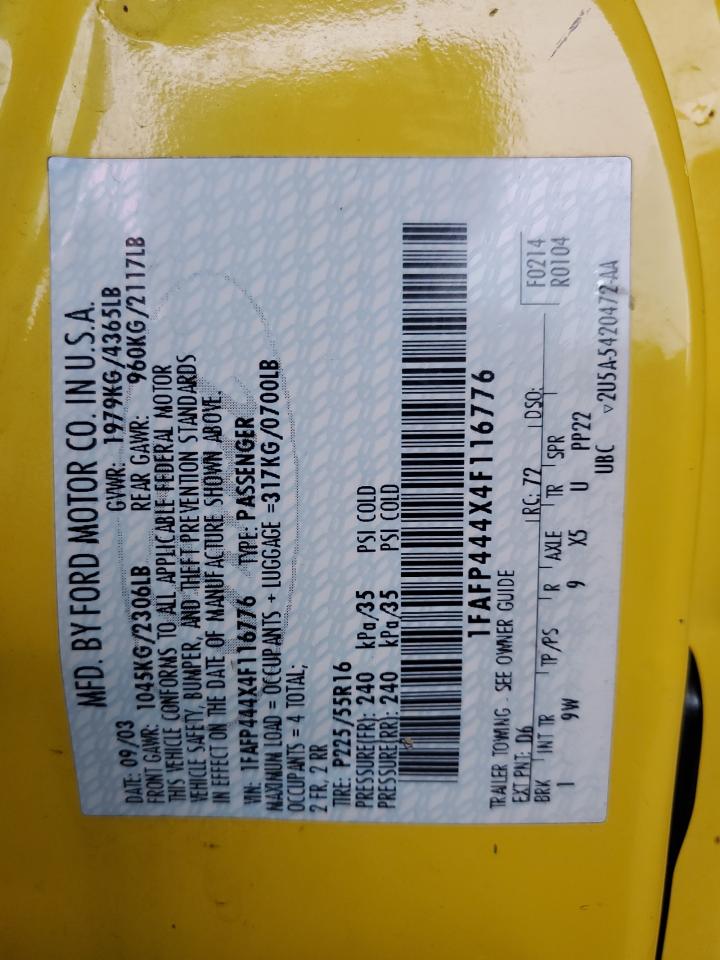 MFD. BY FORD MOTOR CO. IN U.S.A.
DATE: 09/03 GVWR: 1979KG/4365LB
FRONT GAWR: 1045KG/2306LB REAR GAWR: 960KG/2117LB
THIS VEHICLE CONFORMS TO ALL APPLICABLE FEDERAL MOTOR
VEHICLE SAFETY, BUMPER, AND THEFT PREVENTION STANDARDS
IN EFFECT ON THE DATE OF MANUFACTURE SHOWN ABOVE.
VIN: 1FAFP444X4F116776 TYPE: PASSENGER
MAXIMUM LOAD = OCCUPANTS + LUGGAGE =317KG/0700LB
OCCUPANTS = 4 TOTAL;
2 FR, 2 RR
TIRE: P225/55R16
PRESSURE(FR): 240 kPa/35 PSI COLD
PRESSURE(RR): 240 kPa/35 PSI COLD
1FAFP444X4F116776
TRAILER TOWING - SEE OWNER GUIDE
F0214
EXT PNT: D6 RC: 72 DSO: R0104
BRK INT TR TP/PS R AXLE TR SPR
1 9W 9 X5 U PP22
UBC v2U5A-5420472-AA